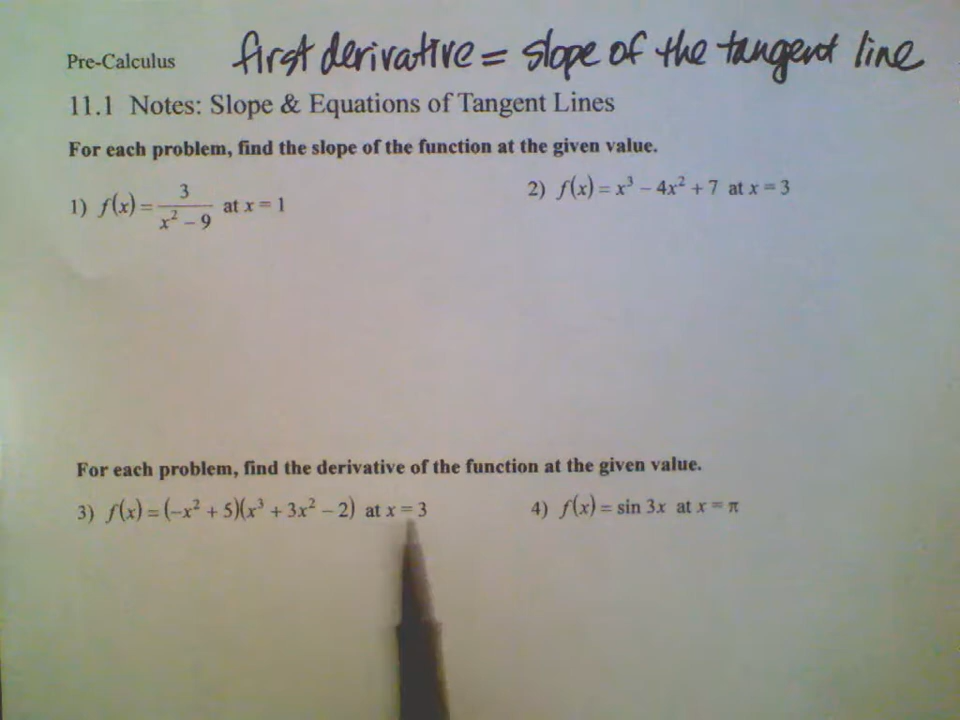 Pre-Calculus first derivative = slope of the tangent line
11.1 Notes: Slope & Equations of Tangent Lines
For each problem, find the slope of the function at the given value.
1) f(x) = 3/(x² − 9) at x = 1
2) f(x) = x³ − 4x² + 7 at x = 3
For each problem, find the derivative of the function at the given value.
3) f(x) = (−x² + 5)(x³ + 3x² − 2) at x = 3
4) f(x) = sin 3x at x = π